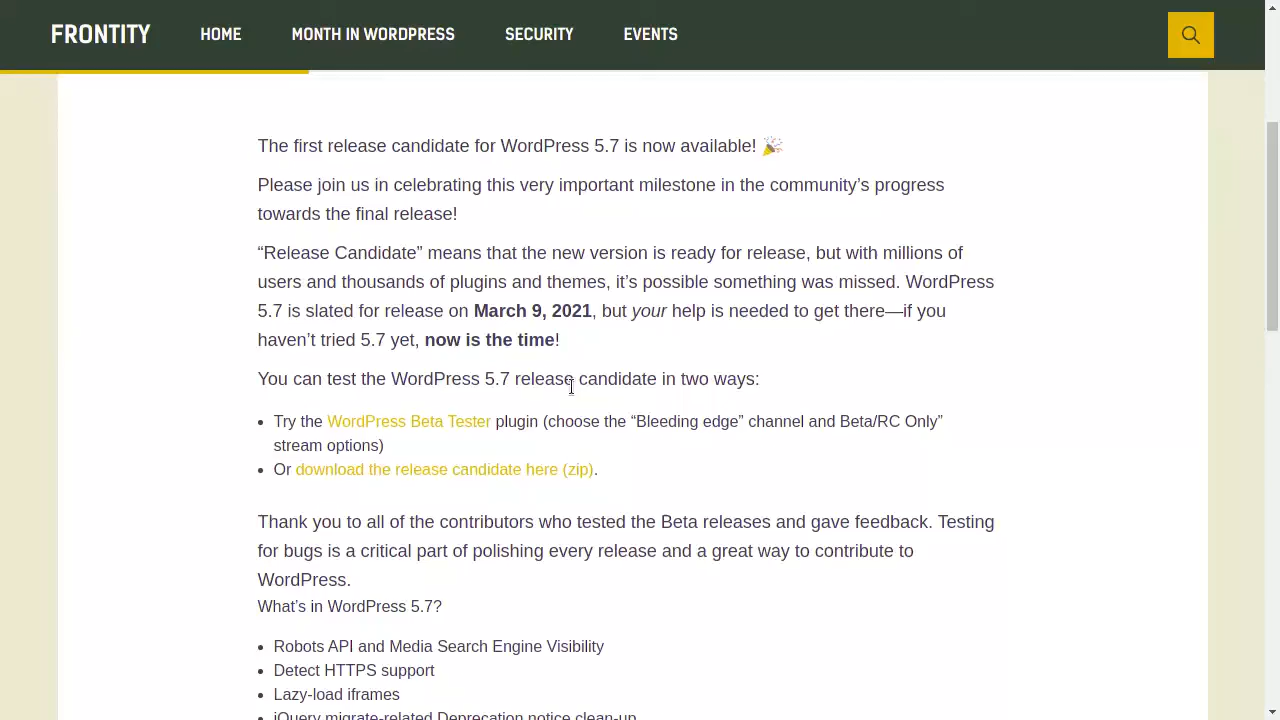 FRONTITY HOME MONTH IN WORDPRESS SECURITY EVENTS
The first release candidate for WordPress 5.7 is now available! 🎉
Please join us in celebrating this very important milestone in the community’s progress
towards the final release!
“Release Candidate” means that the new version is ready for release, but with millions of
users and thousands of plugins and themes, it’s possible something was missed. WordPress
5.7 is slated for release on March 9, 2021, but your help is needed to get there—if you
haven’t tried 5.7 yet, now is the time!
You can test the WordPress 5.7 release candidate in two ways:
• Try the WordPress Beta Tester plugin (choose the “Bleeding edge” channel and Beta/RC Only”
stream options)
• Or download the release candidate here (zip).
Thank you to all of the contributors who tested the Beta releases and gave feedback. Testing
for bugs is a critical part of polishing every release and a great way to contribute to
WordPress.
What’s in WordPress 5.7?
• Robots API and Media Search Engine Visibility
• Detect HTTPS support
• Lazy-load iframes
• jQuery migrate-related Deprecation notice clean-up